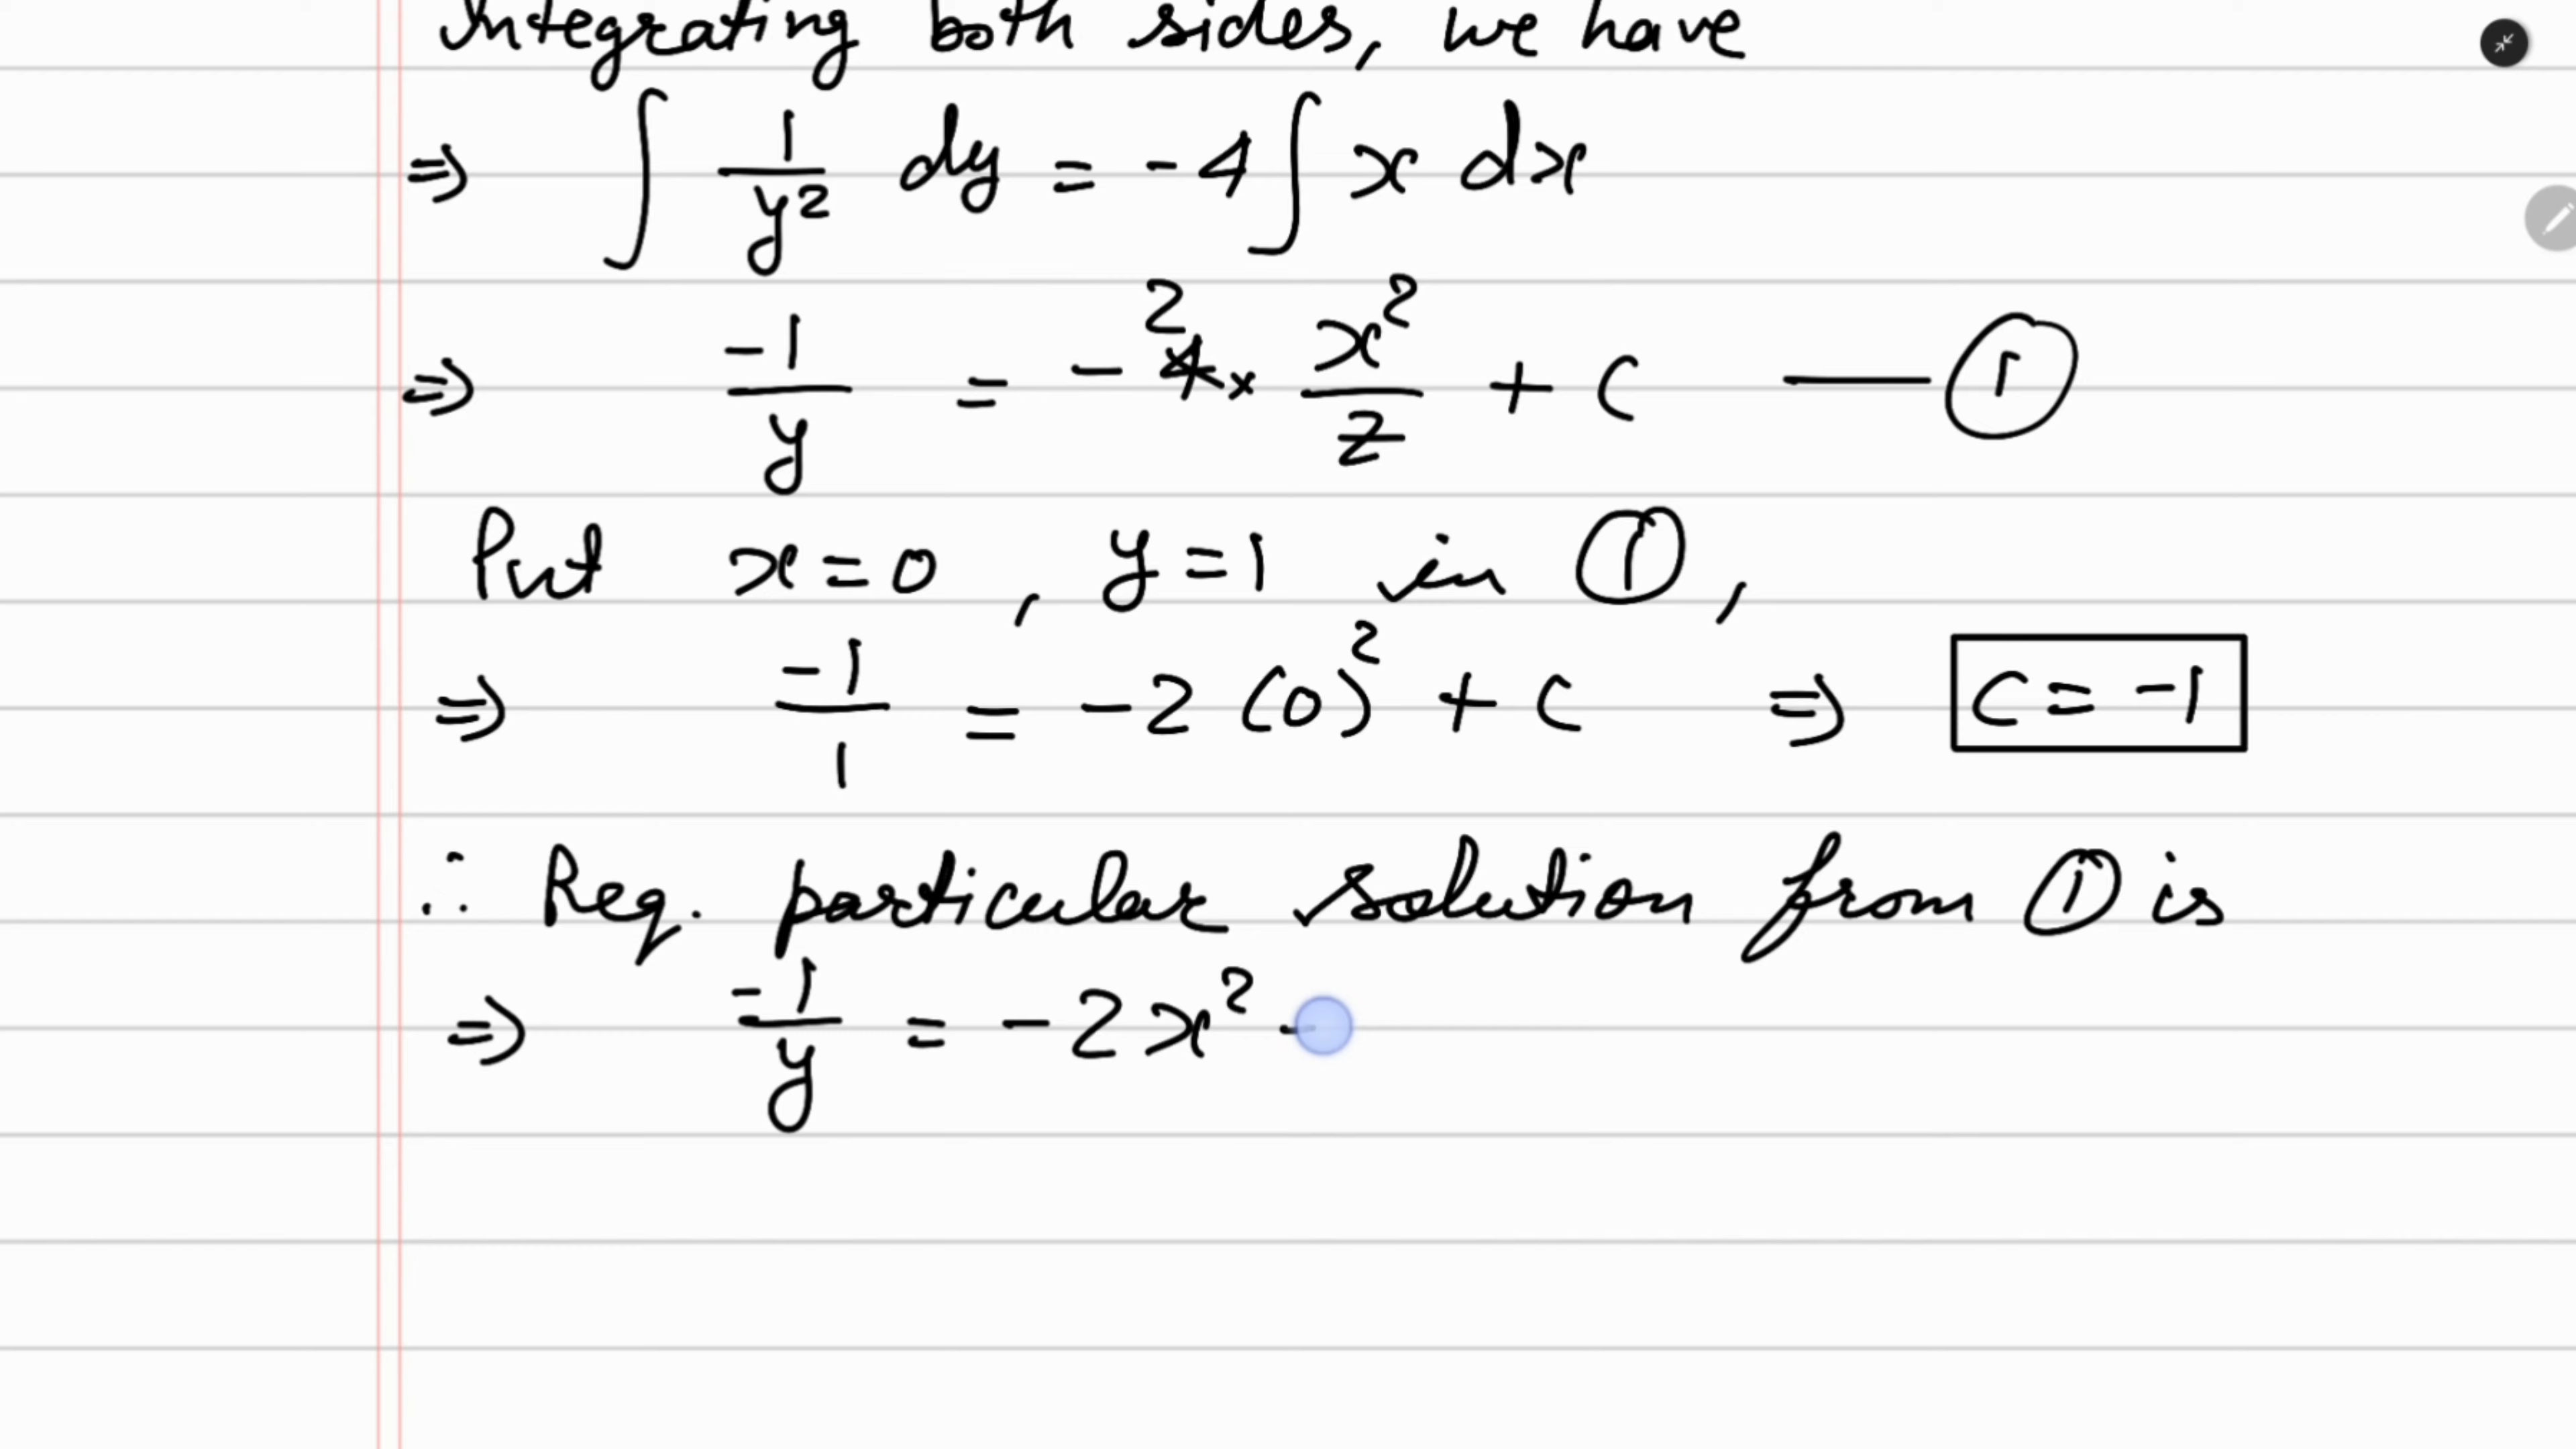 Integrating both sides, we have
⇒ ∫ 1/y² dy = -4 ∫ x dx
⇒ -1/y = - 4̶ 2 × x²/2̶ + c — ①
Put x = 0 , y = 1 in ① ,
⇒ -1/1 = -2 (0)² + c ⇒ c = -1
∴ Req. particular solution from ① is
⇒ -1/y = -2x² -